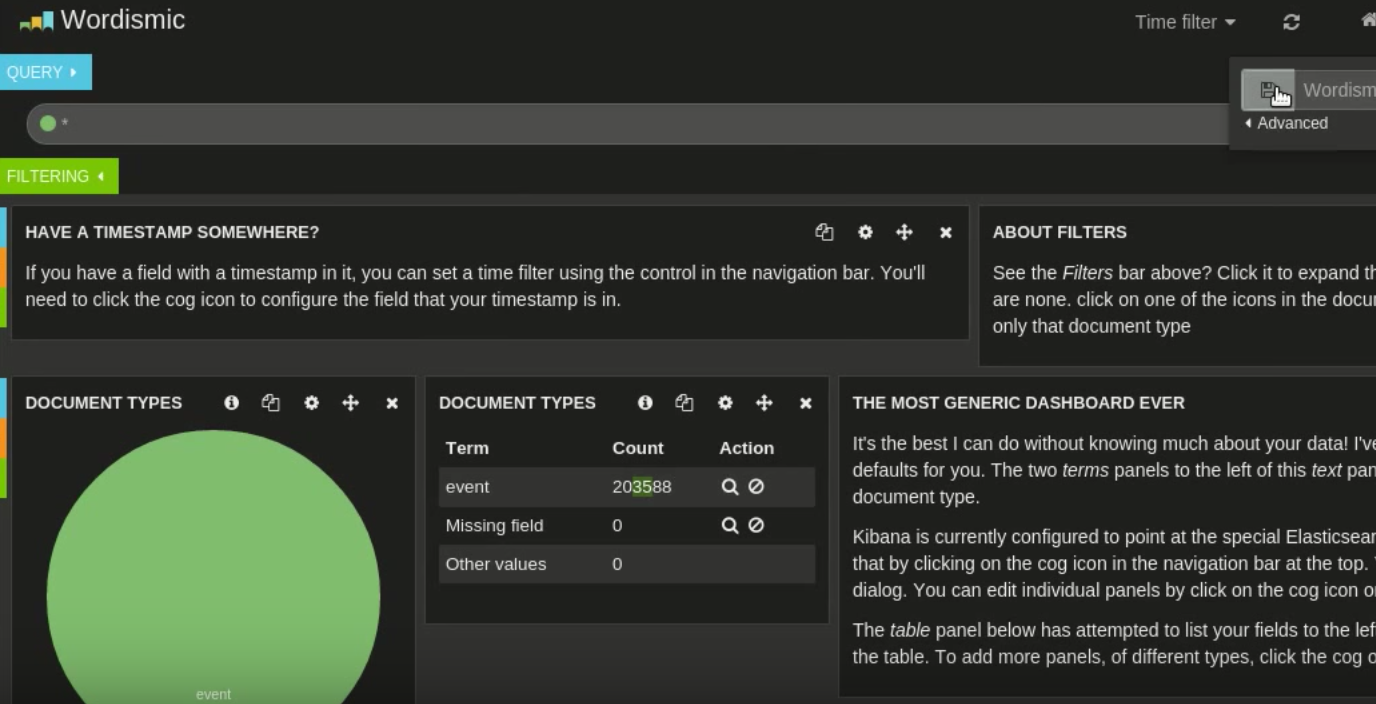 Wordismic
Time filter
QUERY
Wordism
*
Advanced
FILTERING
HAVE A TIMESTAMP SOMEWHERE?
If you have a field with a timestamp in it, you can set a time filter using the control in the navigation bar. You'll
need to click the cog icon to configure the field that your timestamp is in.
ABOUT FILTERS
See the Filters bar above? Click it to expand th
are none. click on one of the icons in the docu
only that document type
DOCUMENT TYPES
event
DOCUMENT TYPES
Term Count Action
event 203588
Missing field 0
Other values 0
THE MOST GENERIC DASHBOARD EVER
It's the best I can do without knowing much about your data! I've
defaults for you. The two terms panels to the left of this text pan
document type.
Kibana is currently configured to point at the special Elasticsear
that by clicking on the cog icon in the navigation bar at the top.
dialog. You can edit individual panels by click on the cog icon o
The table panel below has attempted to list your fields to the lef
the table. To add more panels, of different types, click the cog o